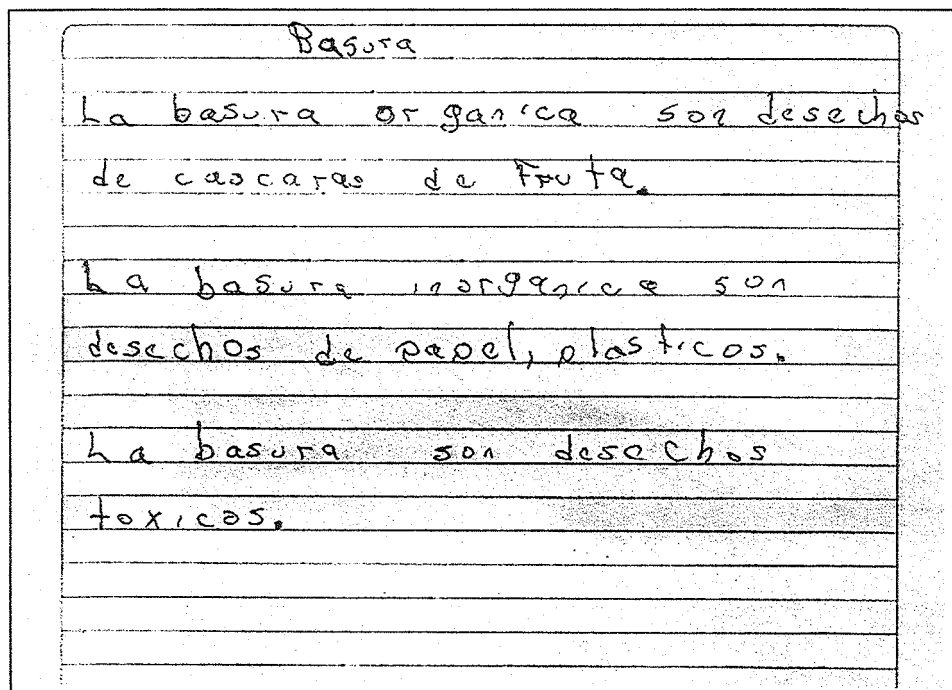 Basura
La basura organica son desechos
de cascaras de Fruta.
La basura inorganica son
desechos de papel, plasticos.
La basura son desechos
toxicos.